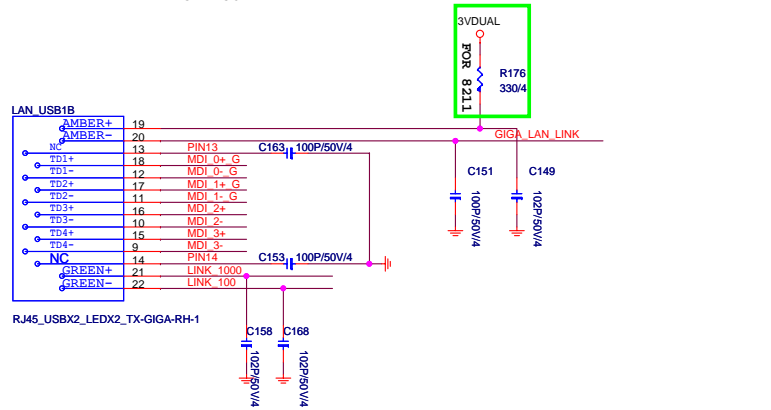 3VDUAL
FOR 8211
R176
330/4
LAN_USB1B
AMBER+ 19
AMBER- 20 GIGA_LAN_LINK
NC 13 PIN13 C163 100P/50V/4
TD1+ 18 MDI_0+_G
TD1- 12 MDI_0-_G
TD2+ 17 MDI_1+_G
TD2- 11 MDI_1-_G
TD3+ 16 MDI_2+
TD3- 10 MDI_2-
TD4+ 15 MDI_3+
TD4- 9 MDI_3-
NC 14 PIN14 C153 100P/50V/4
GREEN+ 21 LINK_1000
GREEN- 22 LINK_100
C151
100P/50V/4
C149
102P/50V/4
RJ45_USBX2_LEDX2_TX-GIGA-RH-1
C158
102P/50V/4
C168
102P/50V/4